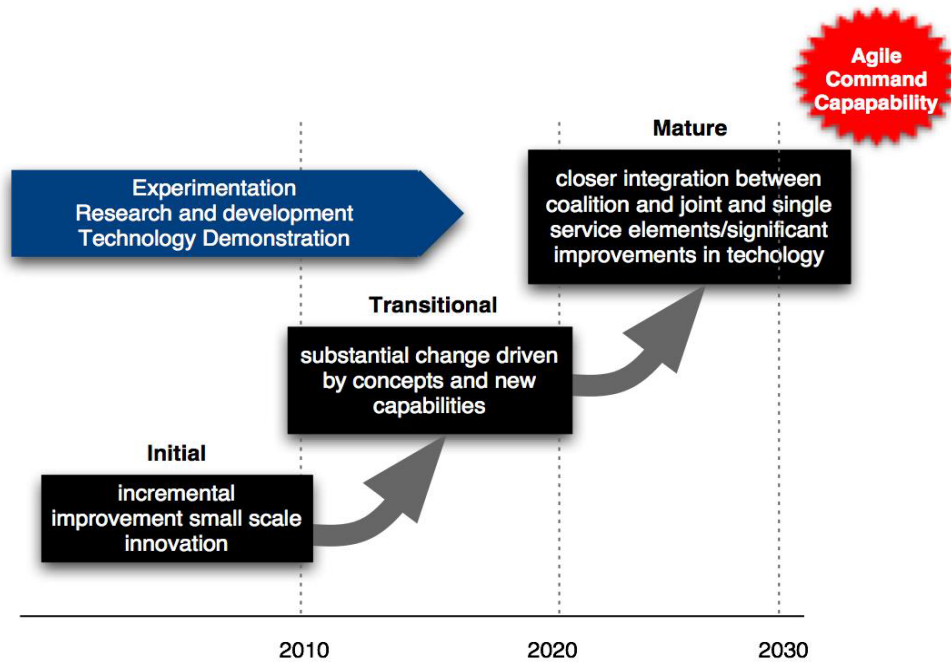 Agile
Command
Capapability
Mature
closer integration between
coalition and joint and single
service elements/significant
improvements in techology
Experimentation
Research and development
Technology Demonstration
Transitional
substantial change driven
by concepts and new
capabilities
Initial
incremental
improvement small scale
innovation
2010
2020
2030